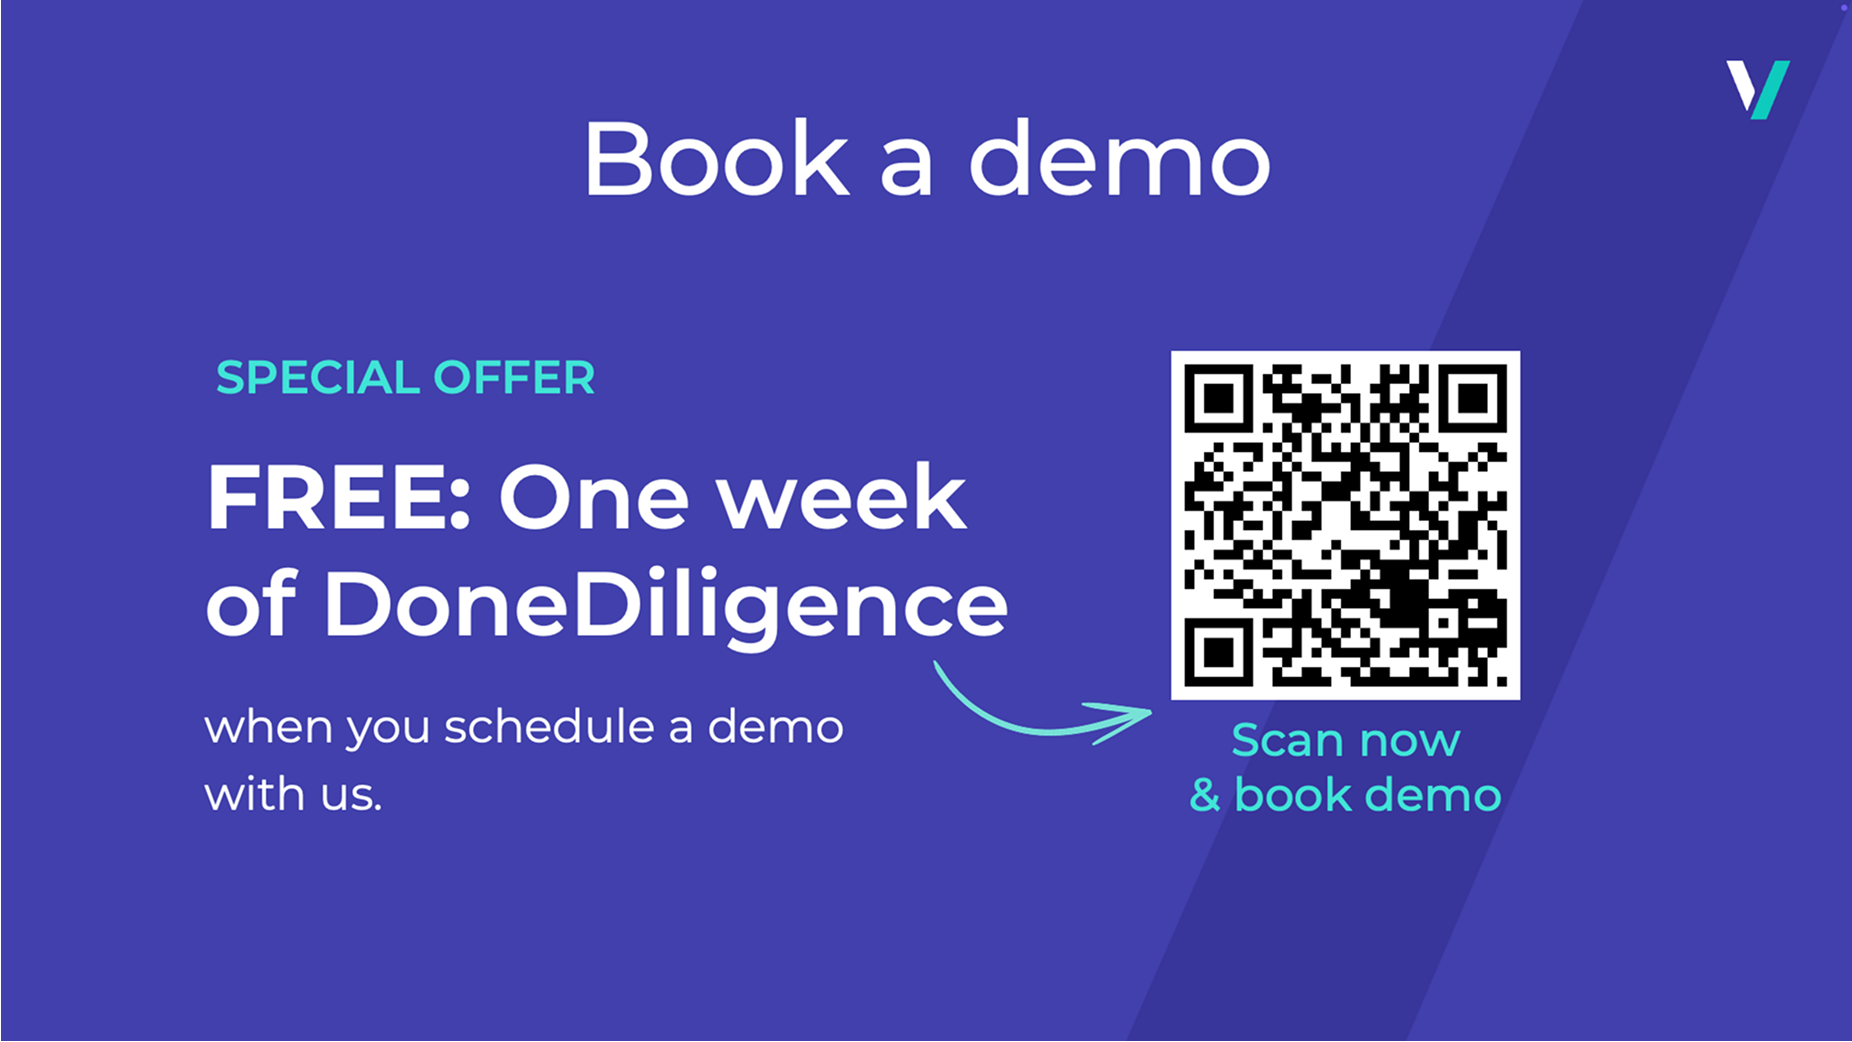 Book a demo
SPECIAL OFFER
FREE: One week
of DoneDiligence
when you schedule a demo
with us.
Scan now
& book demo